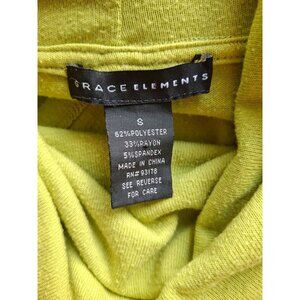 GRACE ELEMENTS
S
62%POLYESTER
33%RAYON
5%SPANDEX
MADE IN CHINA
RN# 93178
SEE REVERSE
FOR CARE